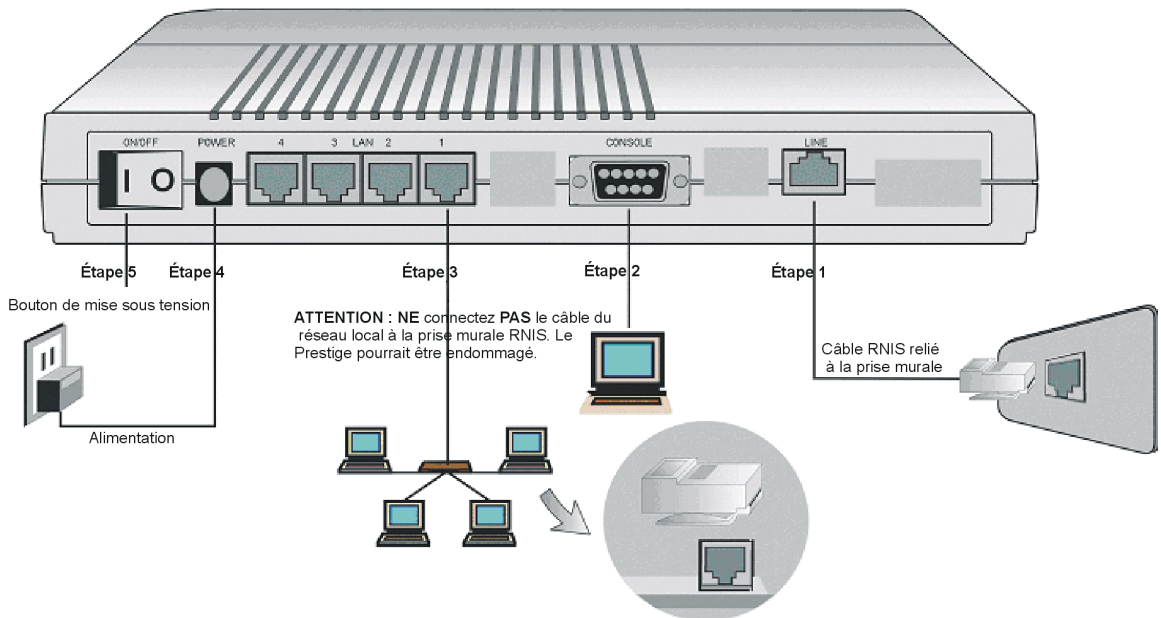 ON/OFF POWER 4 3 LAN 2 1 CONSOLE LINE
Étape 5 Étape 4 Étape 3 Étape 2 Étape 1
Bouton de mise sous tension
ATTENTION : NE connectez PAS le câble du
réseau local à la prise murale RNIS. Le
Prestige pourrait être endommagé.
Câble RNIS relié
à la prise murale
Alimentation